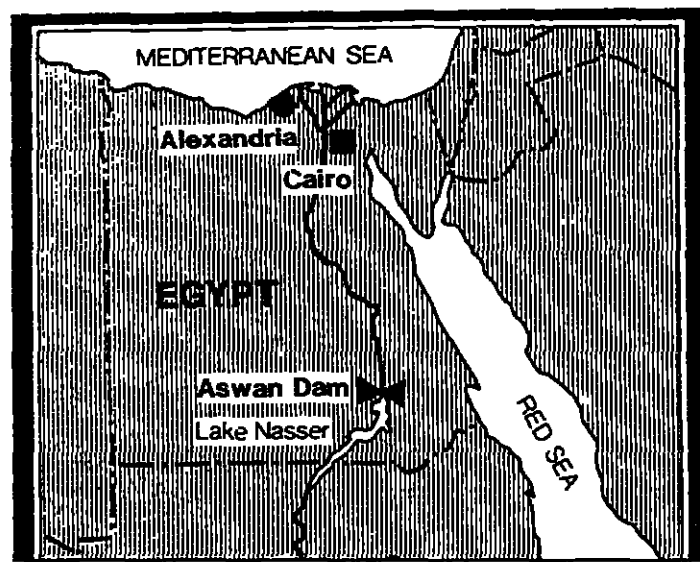 MEDITERRANEAN SEA
Alexandria
Cairo
EGYPT
Aswan Dam
Lake Nasser
RED SEA